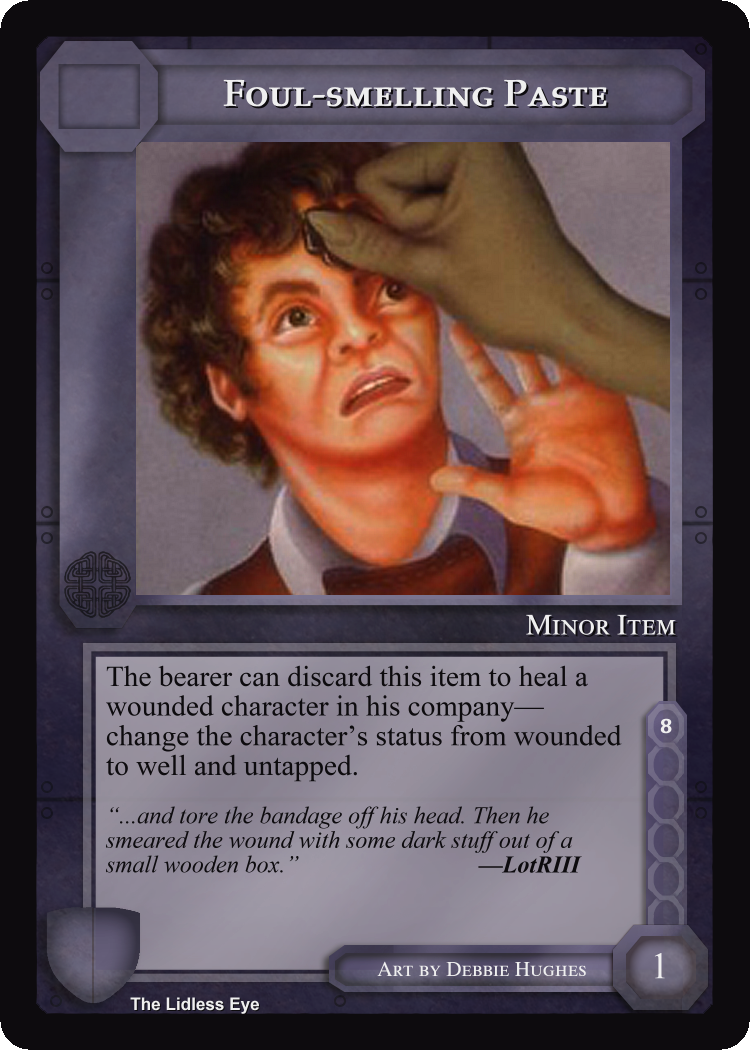 Foul-smelling Paste
Minor Item
The bearer can discard this item to heal a
wounded character in his company—
change the character's status from wounded
to well and untapped.
8
"...and tore the bandage off his head. Then he
smeared the wound with some dark stuff out of a
small wooden box." —LotRIII
Art by Debbie Hughes
1
The Lidless Eye